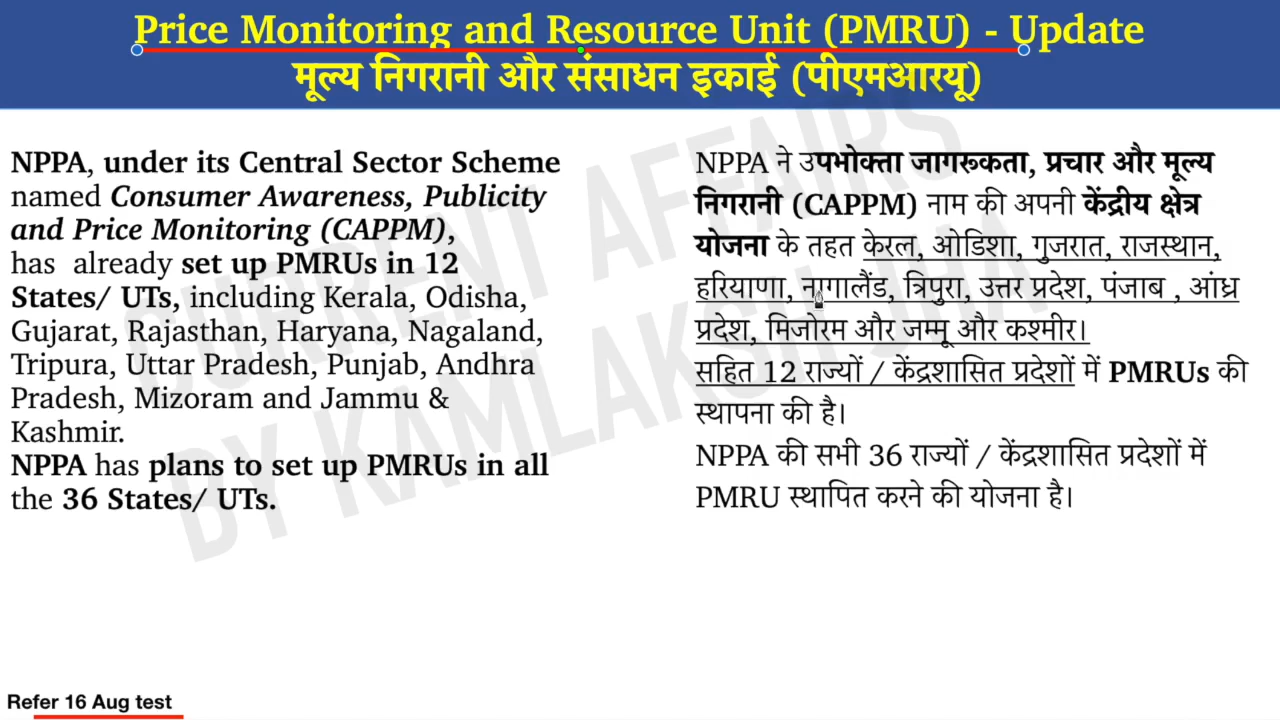 Price Monitoring and Resource Unit (PMRU) - Update
मूल्य निगरानी और संसाधन इकाई (पीएमआरयू)
NPPA, under its Central Sector Scheme
named Consumer Awareness, Publicity
and Price Monitoring (CAPPM),
has already set up PMRUs in 12
States/ UTs, including Kerala, Odisha,
Gujarat, Rajasthan, Haryana, Nagaland,
Tripura, Uttar Pradesh, Punjab, Andhra
Pradesh, Mizoram and Jammu &
Kashmir.
NPPA has plans to set up PMRUs in all
the 36 States/ UTs.
NPPA ने उपभोक्ता जागरूकता, प्रचार और मूल्य
निगरानी (CAPPM) नाम की अपनी केंद्रीय क्षेत्र
योजना के तहत केरल, ओडिशा, गुजरात, राजस्थान,
हरियाणा, नागालैंड, त्रिपुरा, उत्तर प्रदेश, पंजाब , आंध्र
प्रदेश, मिजोरम और जम्मू और कश्मीर।
सहित 12 राज्यों / केंद्रशासित प्रदेशों में PMRUs की
स्थापना की है।
NPPA की सभी 36 राज्यों / केंद्रशासित प्रदेशों में
PMRU स्थापित करने की योजना है।
CURRENT AFFAIRS
BY KAMLAKSH JHA
Refer 16 Aug test